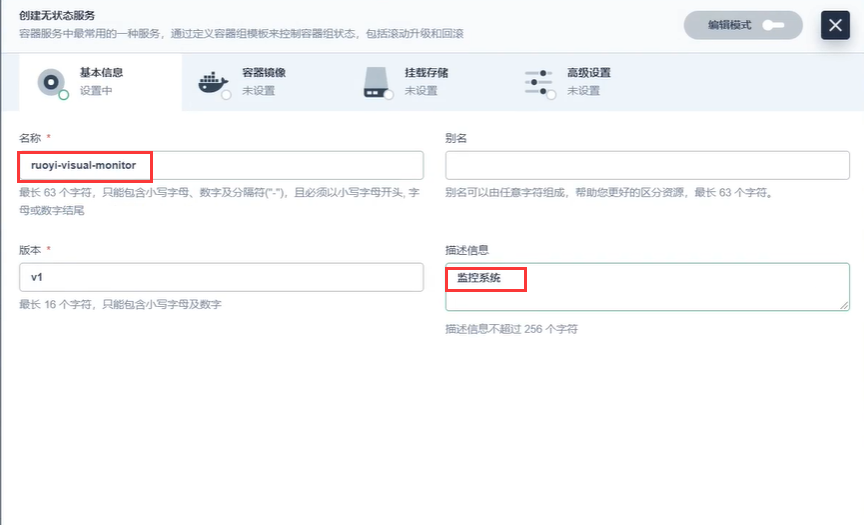 创建无状态服务
容器服务中最常用的一种服务，通过定义容器组模板来控制容器组状态，包括滚动升级和回滚
编辑模式
基本信息
设置中
容器镜像
未设置
挂载存储
未设置
高级设置
未设置
名称 *
别名
ruoyi-visual-monitor
最长 63 个字符，只能包含小写字母、数字及分隔符("-")，且必须以小写字母开头, 字
母或数字结尾
别名可以由任意字符组成，帮助您更好的区分资源，最长 63 个字符。
版本 *
描述信息
v1
监控系统
最长 16 个字符，只能包含小写字母及数字
描述信息不超过 256 个字符